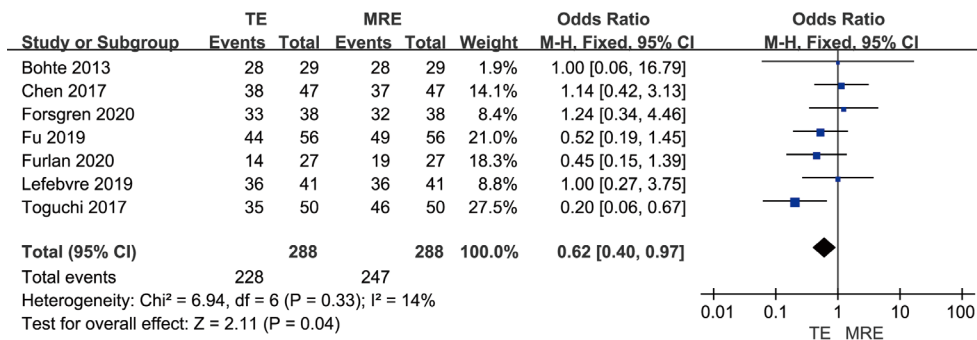 TE MRE Odds Ratio Odds Ratio
Study or Subgroup Events Total Events Total Weight M-H, Fixed, 95% CI M-H, Fixed, 95% CI
Bohte 2013 28 29 28 29 1.9% 1.00 [0.06, 16.79]
Chen 2017 38 47 37 47 14.1% 1.14 [0.42, 3.13]
Forsgren 2020 33 38 32 38 8.4% 1.24 [0.34, 4.46]
Fu 2019 44 56 49 56 21.0% 0.52 [0.19, 1.45]
Furlan 2020 14 27 19 27 18.3% 0.45 [0.15, 1.39]
Lefebvre 2019 36 41 36 41 8.8% 1.00 [0.27, 3.75]
Toguchi 2017 35 50 46 50 27.5% 0.20 [0.06, 0.67]
Total (95% CI) 288 288 100.0% 0.62 [0.40, 0.97]
Total events 228 247
Heterogeneity: Chi² = 6.94, df = 6 (P = 0.33); I² = 14%
Test for overall effect: Z = 2.11 (P = 0.04)
0.01 0.1 1 10 100
TE MRE